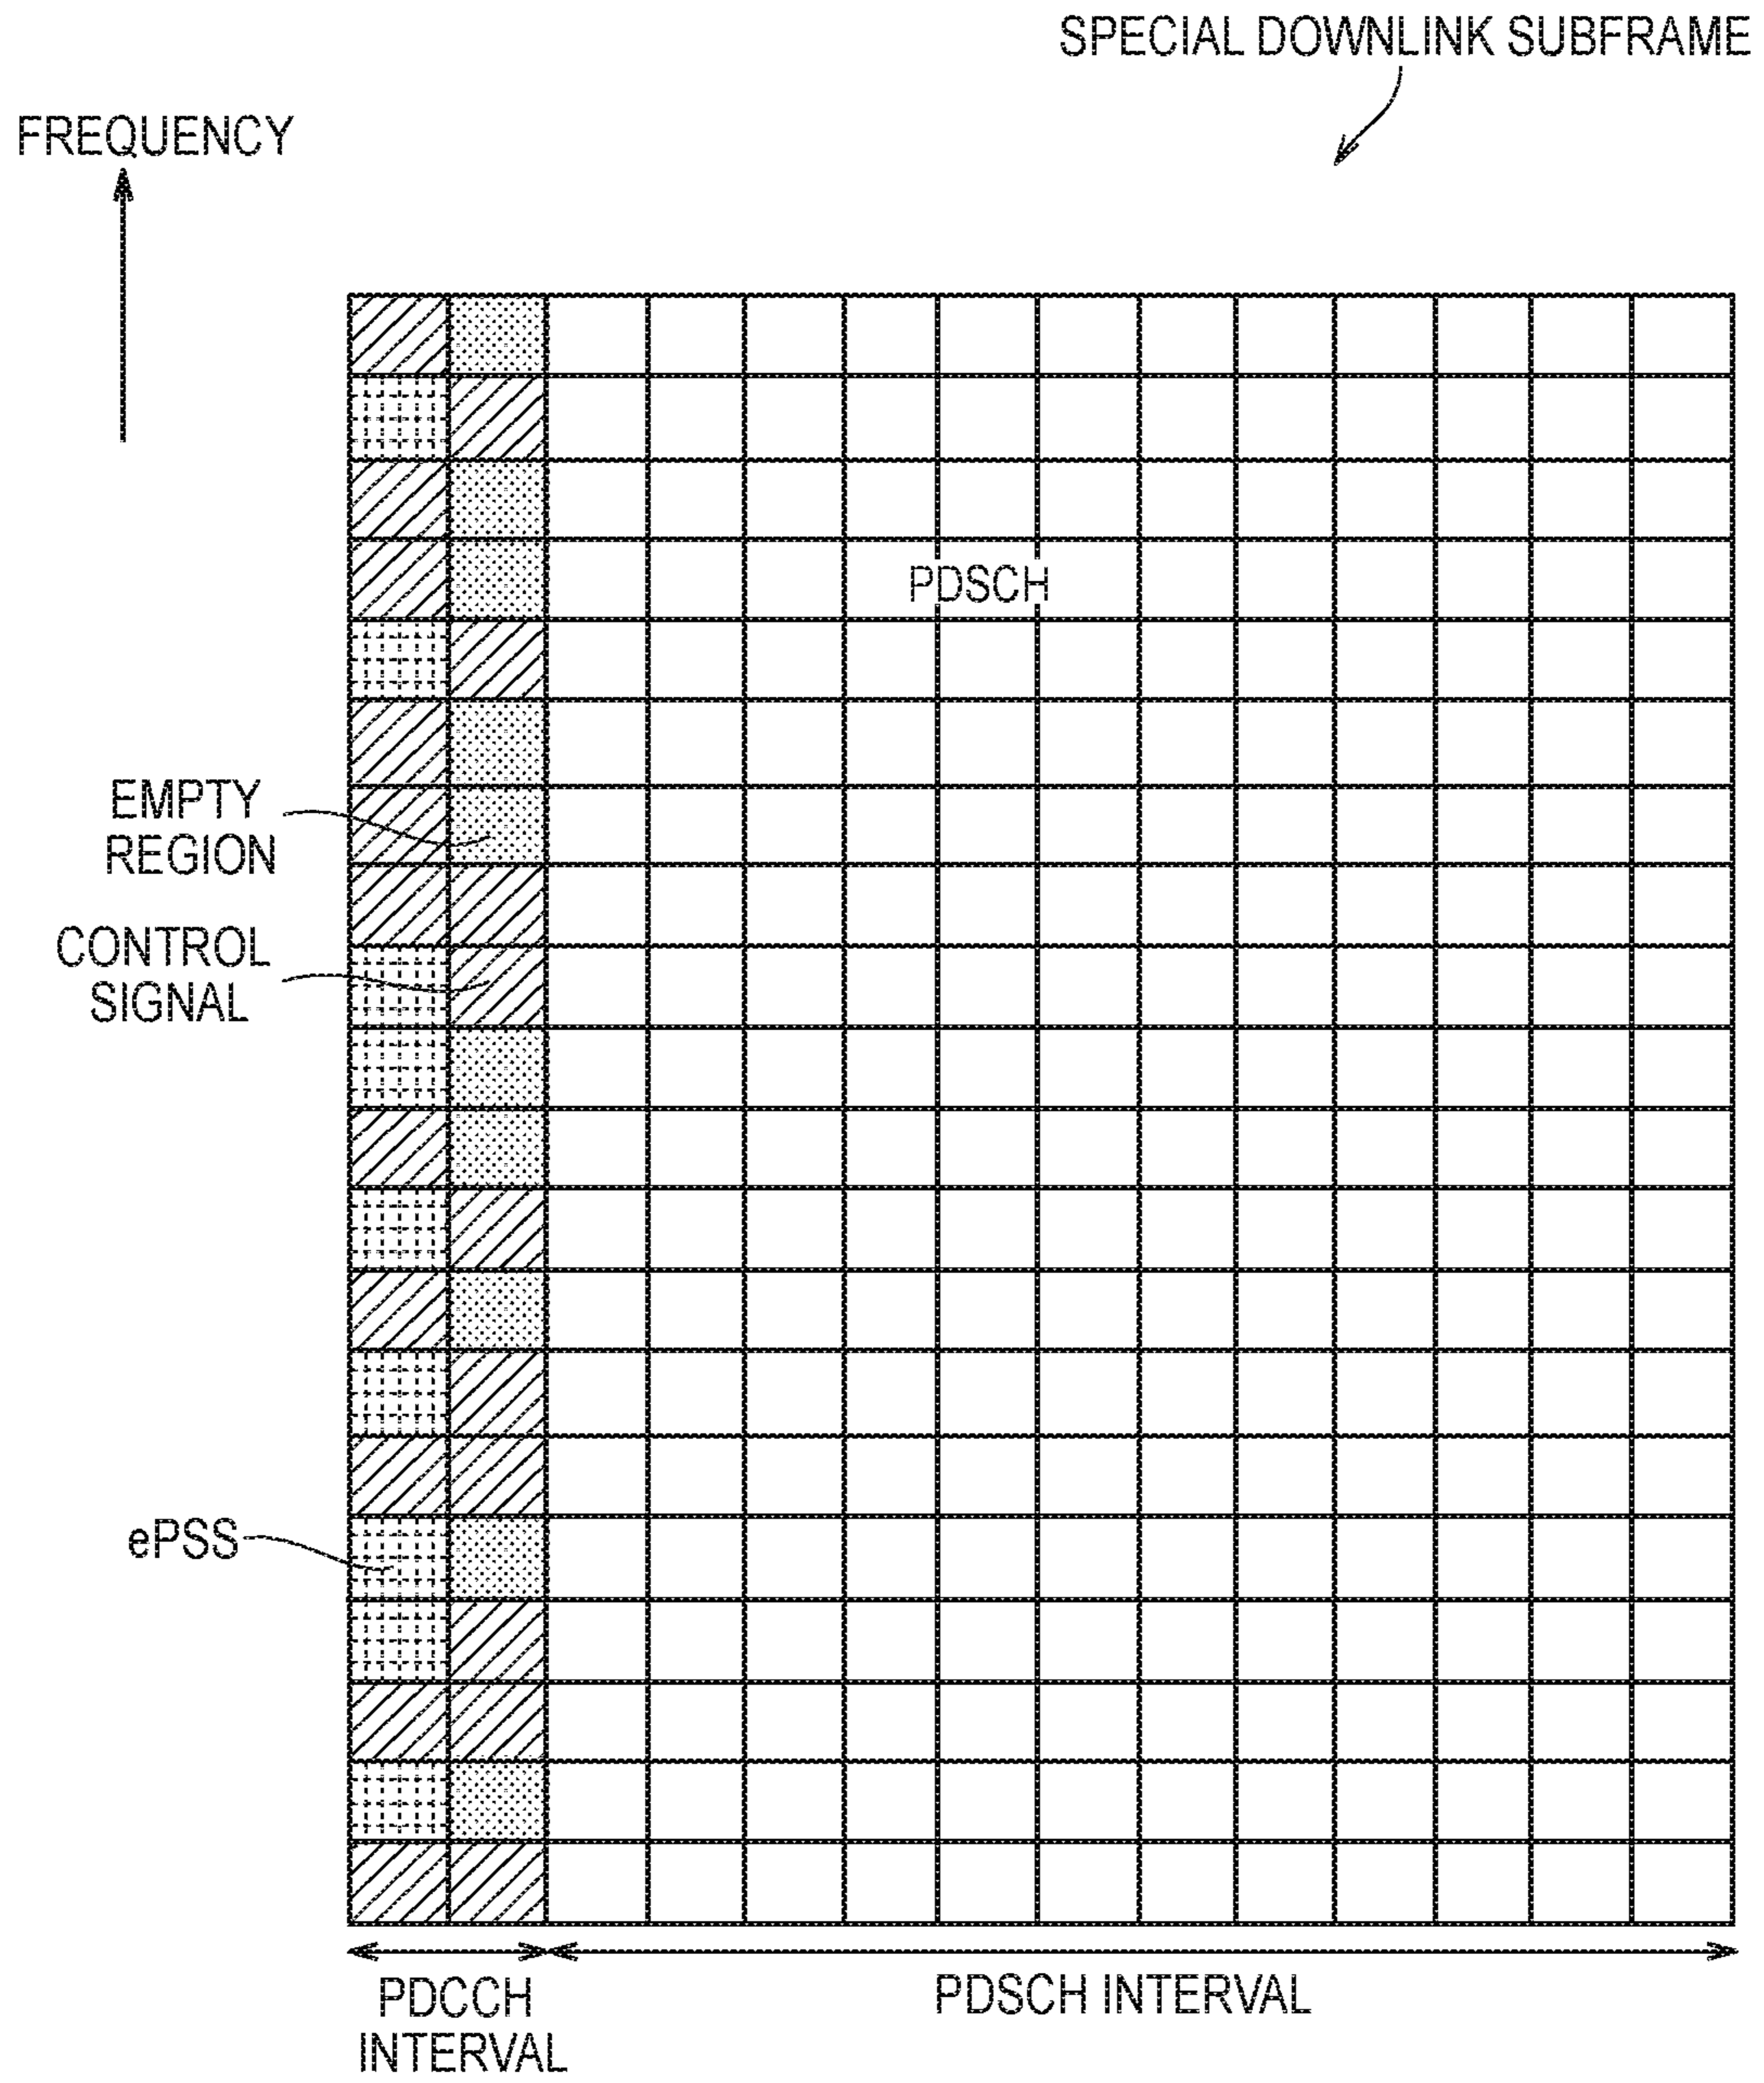 SPECIAL DOWNLINK SUBFRAME
FREQUENCY
PDSCH
EMPTY
REGION
CONTROL
SIGNAL
ePSS
PDCCH
INTERVAL
PDSCH INTERVAL